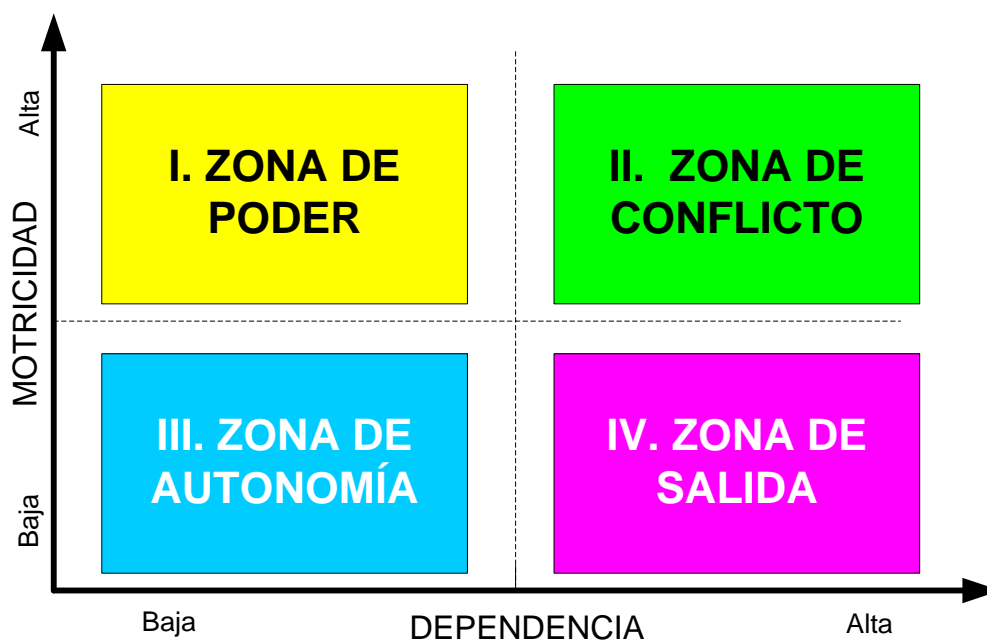 Alta
I. ZONA DE
PODER
II. ZONA DE
CONFLICTO
MOTRICIDAD
III. ZONA DE
AUTONOMÍA
IV. ZONA DE
SALIDA
Baja
Baja
DEPENDENCIA
Alta